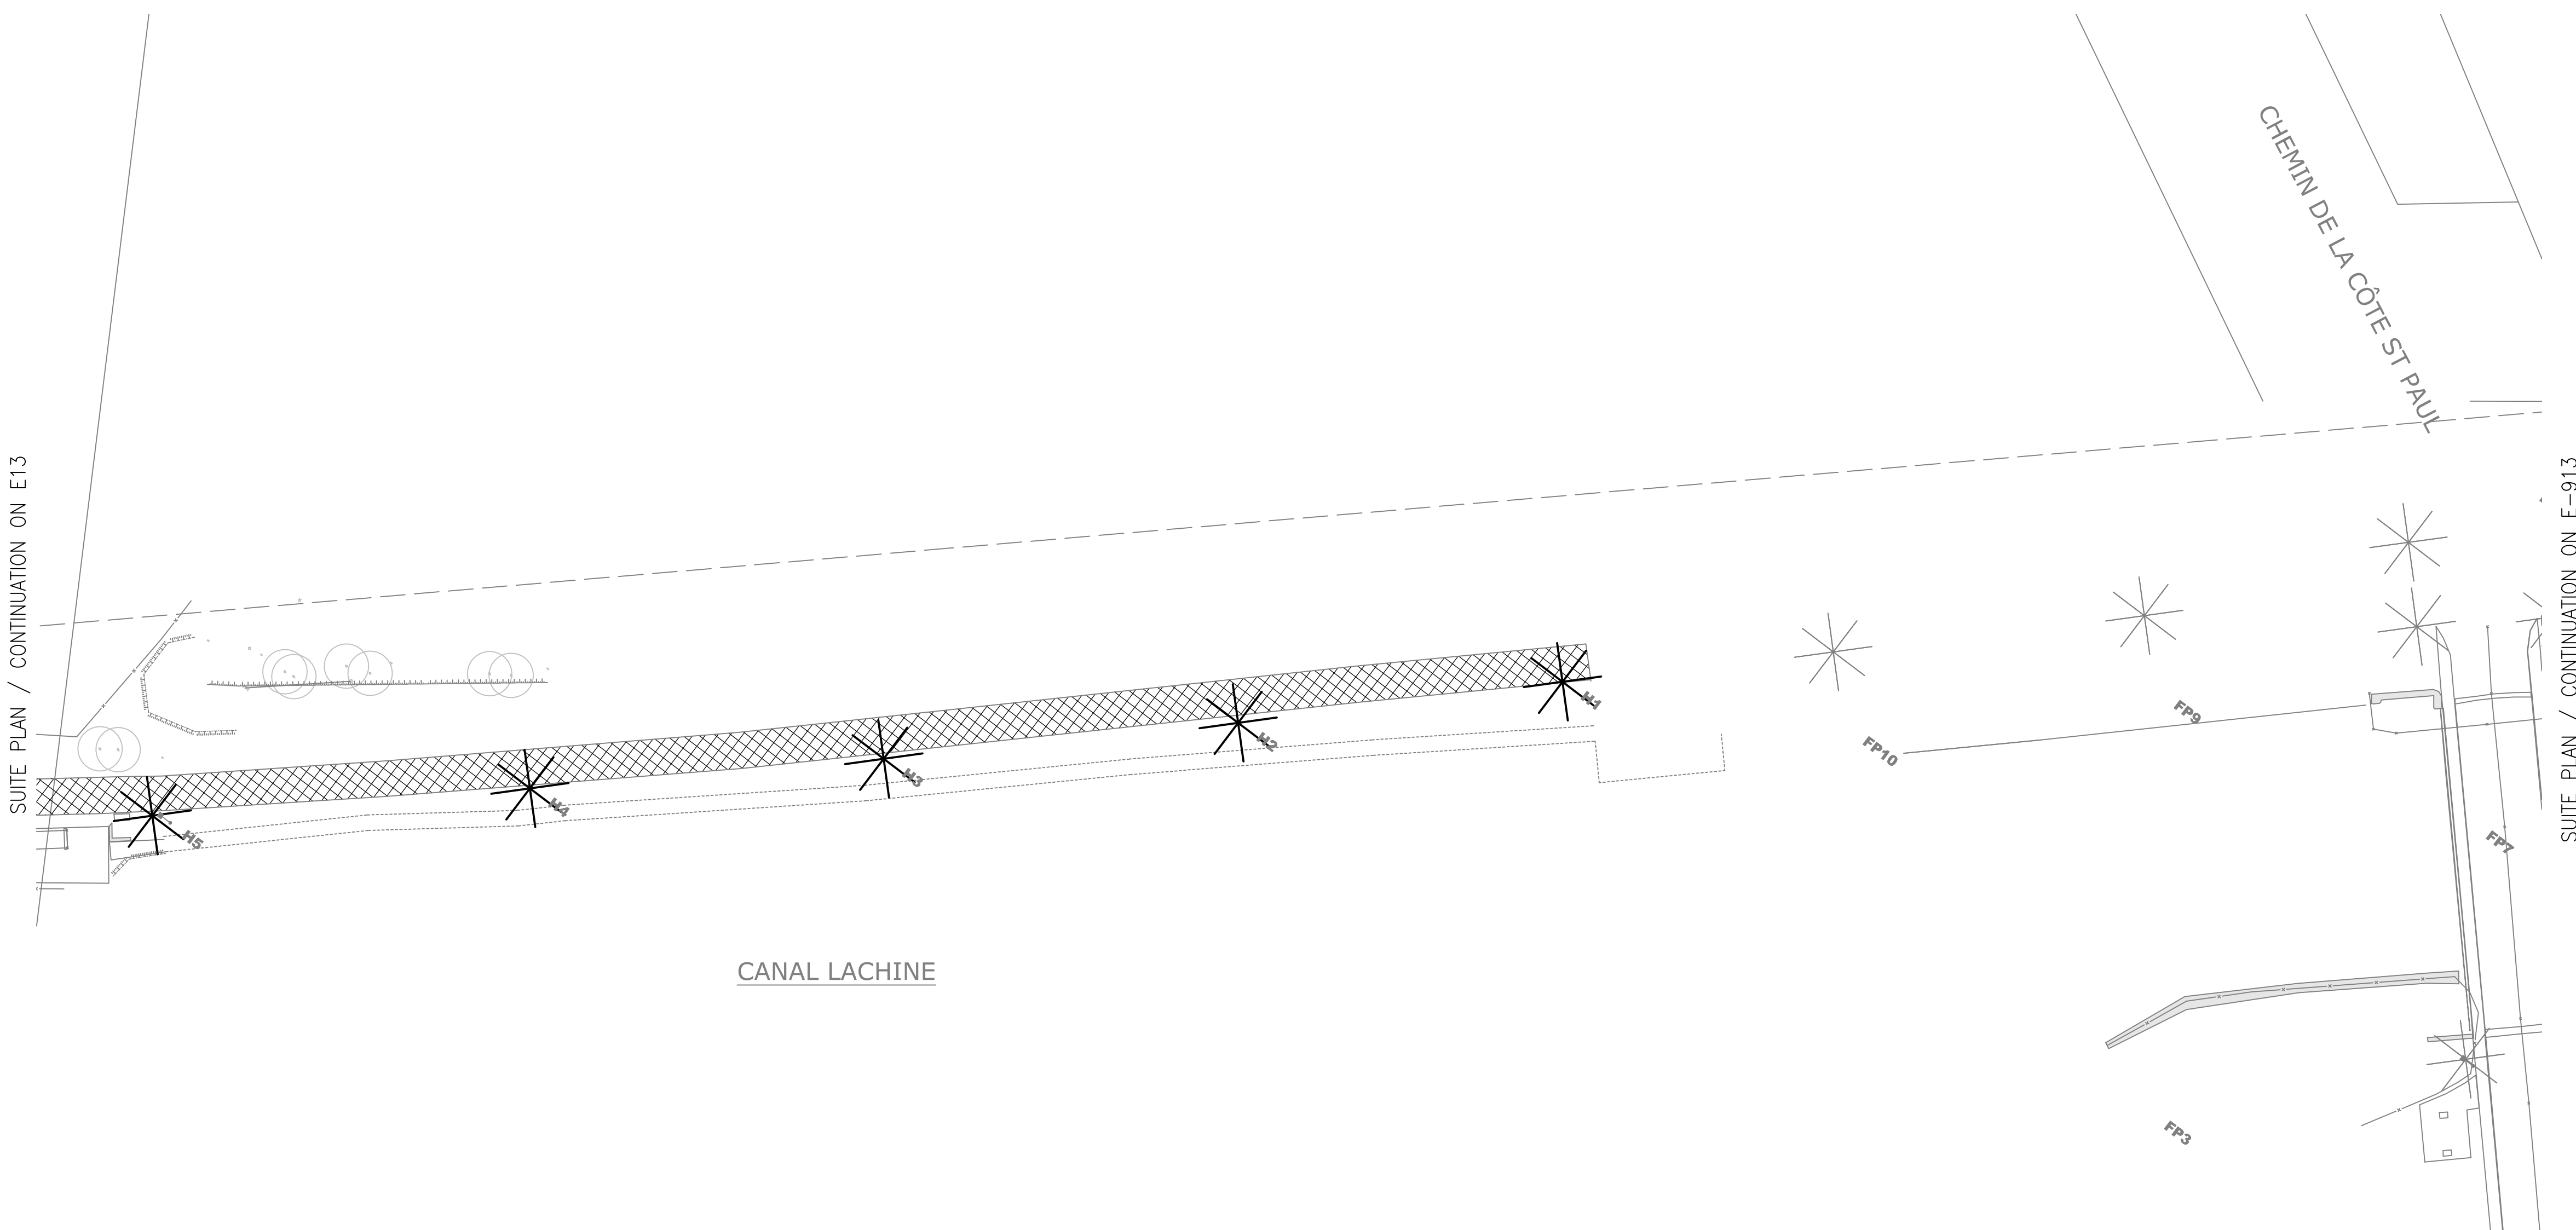 CHEMIN DE LA CÔTE ST PAUL
SUITE PLAN / CONTINUATION ON E13
SUITE PLAN / CONTINUATION ON E-913
H1
H2
H3
H4
H5
FP9
FP10
FP7
CANAL LACHINE
FP3